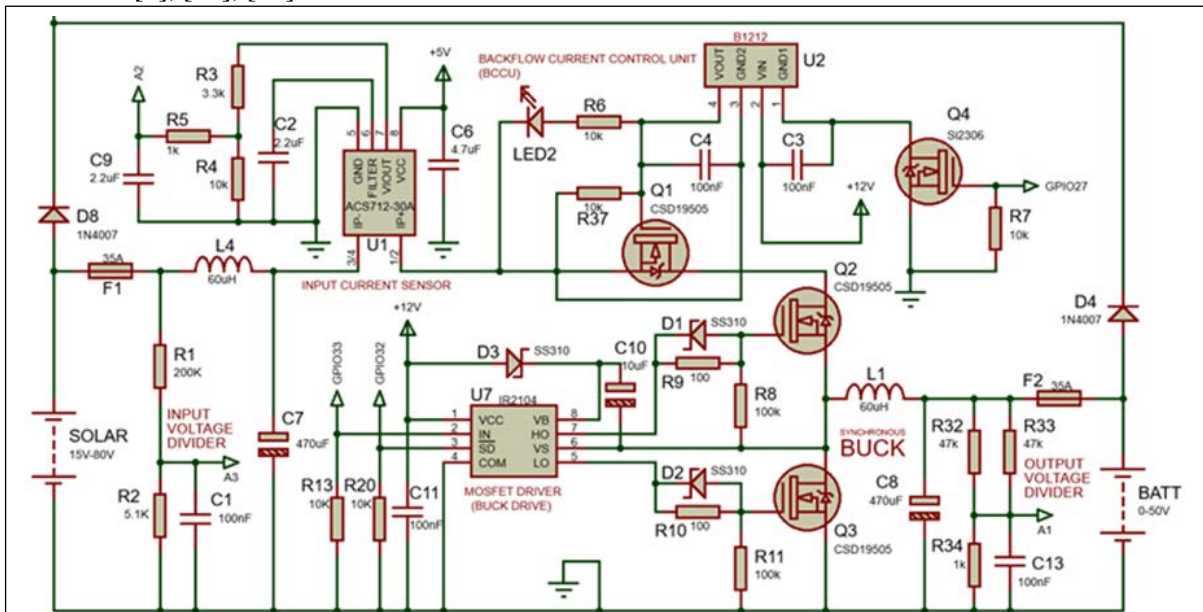 B1212
U2
VOUT
GND2
VIN
GND1
4
3
2
1
BACKFLOW CURRENT CONTROL UNIT
(BCCU)
+5V
A2
R3
3.3k
R5
1k
R4
10k
C2
2.2uF
C9
2.2uF
C6
4.7uF
5
6
7
8
GND
FILTER
VIOUT
VCC
ACS712-30A
IP-
IP+
U1
3/4
1/2
INPUT CURRENT SENSOR
LED2
R6
10k
C4
100nF
C3
100nF
R37
10k
Q1
CSD19505
+12V
Q4
SI2306
GPIO27
R7
10k
D8
1N4007
35A
F1
L4
60uH
Q2
CSD19505
D4
1N4007
R1
200K
INPUT
VOLTAGE
DIVIDER
SOLAR
15V-80V
A3
R2
5.1K
C1
100nF
C7
470uF
GPIO33
GPIO32
+12V
D3
SS310
C10
10uF
U7
IR2104
1
2
3
4
VCC
IN
SD
COM
VB
HO
VS
LO
8
7
6
5
MOSFET DRIVER
(BUCK DRIVE)
R13
10K
R20
10K
C11
100nF
D1
SS310
R9
100
R8
100k
D2
SS310
R10
100
R11
100k
Q3
CSD19505
L1
60uH
SYNCHRONOUS
BUCK
F2
35A
R32
47k
R33
47k
OUTPUT
VOLTAGE
DIVIDER
C8
470uF
A1
R34
1k
C13
100nF
BATT
0-50V